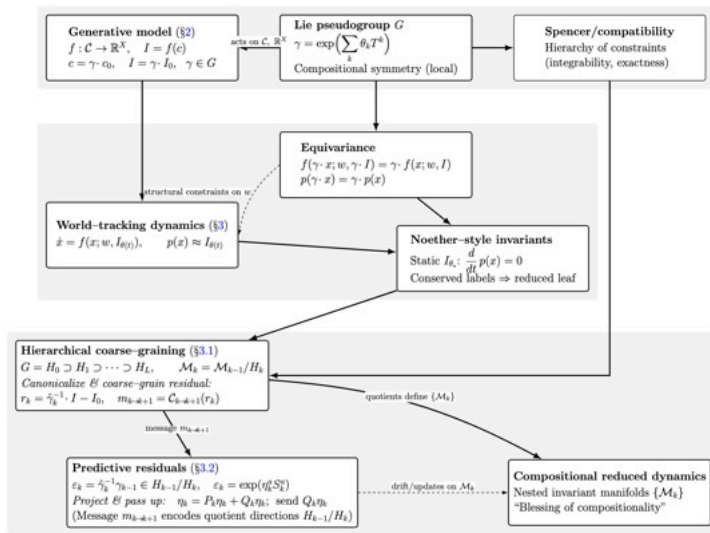 Generative model (§2)
f : 𝒞 → ℝ^X, I = f(c)
c = γ · c₀, I = γ · I₀, γ ∈ G
acts on 𝒞, ℝ^X
Lie pseudogroup G
γ = exp(∑_k θ_k T^k)
Compositional symmetry (local)
Spencer/compatibility
Hierarchy of constraints
(integrability, exactness)
Equivariance
f(γ · x; w, γ · I) = γ · f(x; w, I)
p(γ · x) = γ · p(x)
structural constraints on w
World–tracking dynamics (§3)
ẋ = f(x; w, I_θ(t)), p(x) ≈ I_θ(t)
Noether–style invariants
Static I_θ*: d/dt p(x) = 0
Conserved labels ⇒ reduced leaf
Hierarchical coarse–graining (§3.1)
G = H₀ ⊃ H₁ ⊃ ··· ⊃ H_L, ℳ_k = ℳ_{k−1}/H_k
Canonicalize & coarse–grain residual:
r_k = γ̂_k^{−1} · I − I₀, m_{k→k+1} = 𝒞_{k→k+1}(r_k)
quotients define {ℳ_k}
message m_{k→k+1}
Predictive residuals (§3.2)
ε_k = γ̂_k^{−1} γ_{k−1} ∈ H_{k−1}/H_k, ε_k = exp(η_k^a S_k^a)
Project & pass up: η_k = P_k η_k + Q_k η_k; send Q_k η_k
(Message m_{k→k+1} encodes quotient directions H_{k−1}/H_k)
drift/updates on ℳ_k
Compositional reduced dynamics
Nested invariant manifolds {ℳ_k}
“Blessing of compositionality”